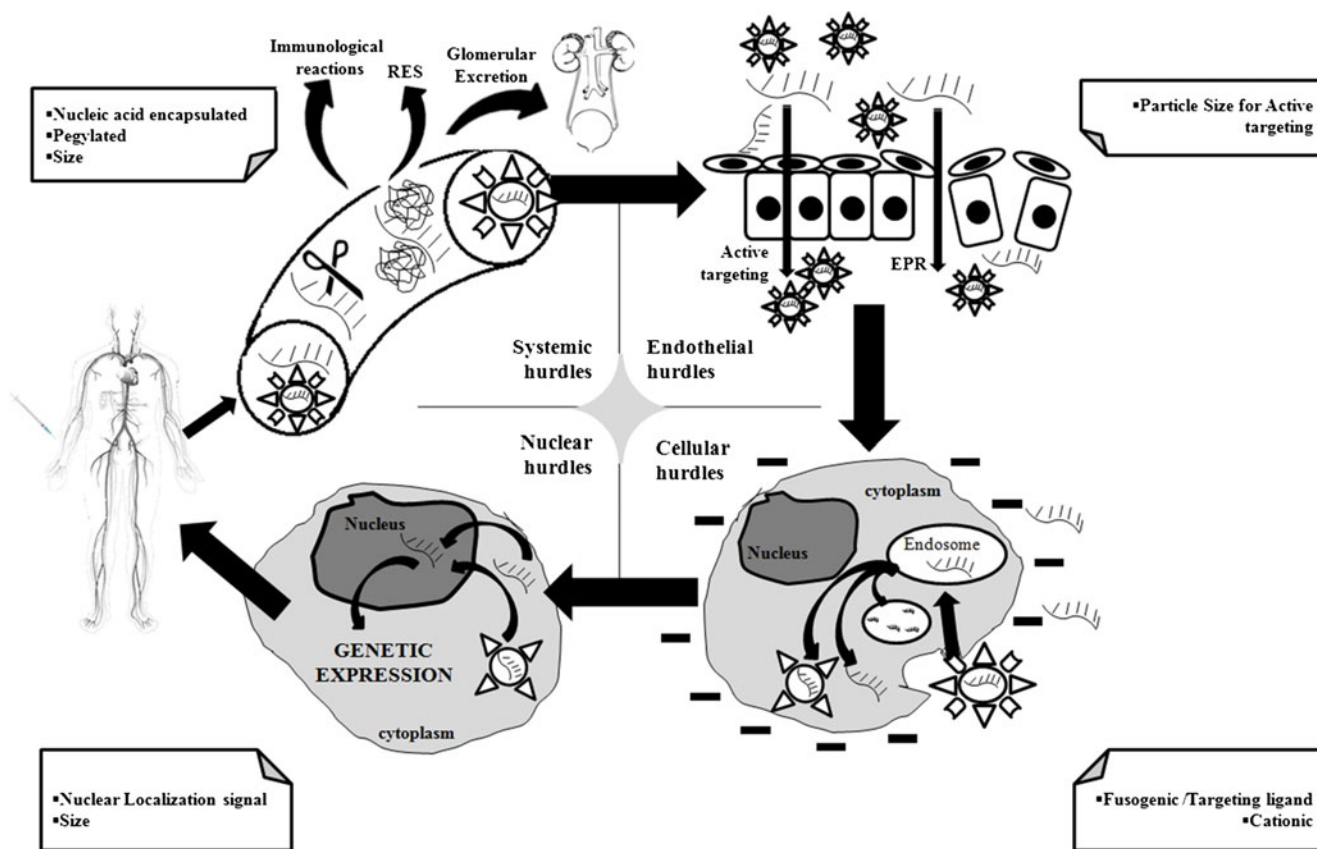 Immunological
reactions
RES
Glomerular
Excretion
▪Nucleic acid encapsulated
▪Pegylated
▪Size
▪Particle Size for Active
targeting
Active
targeting
EPR
Systemic
hurdles
Endothelial
hurdles
Nuclear
hurdles
Cellular
hurdles
cytoplasm
Nucleus
Endosome
Nucleus
GENETIC
EXPRESSION
cytoplasm
▪Nuclear Localization signal
▪Size
▪Fusogenic /Targeting ligand
▪Cationic